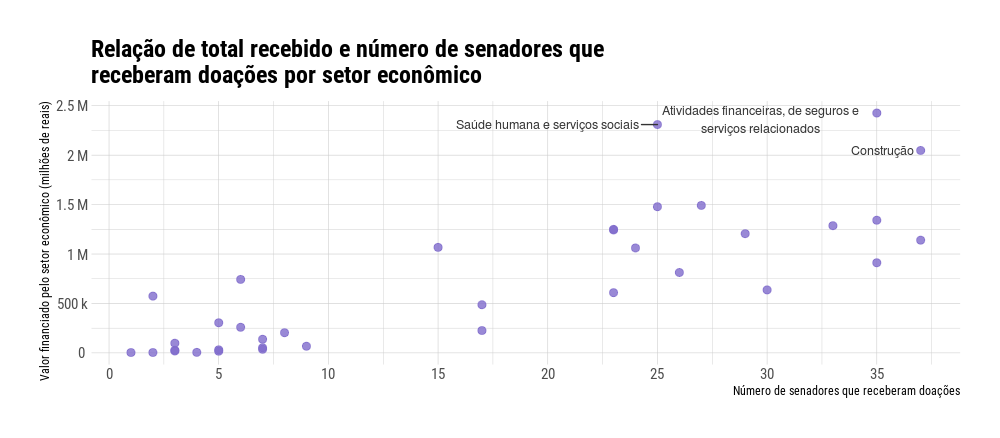 Relação de total recebido e número de senadores que
receberam doações por setor econômico
Valor financiado pelo setor econômico (milhões de reais)
2.5 M
2 M
1.5 M
1 M
500 k
0
Saúde humana e serviços sociais
Atividades financeiras, de seguros e
serviços relacionados
Construção
0 5 10 15 20 25 30 35
Número de senadores que receberam doações